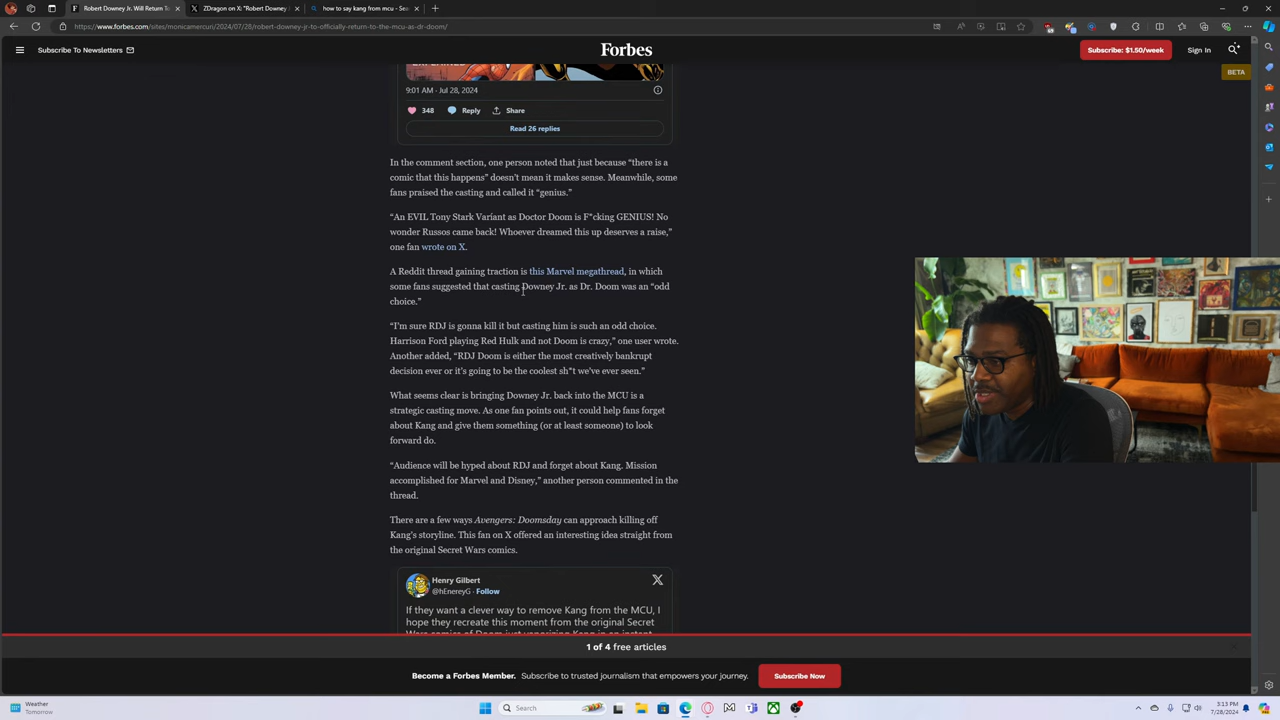 Robert Downey Jr. Will Return To
ZDragon on X: "Robert Downey
how to say kang from mcu - Sea
https://www.forbes.com/sites/monicamercuri/2024/07/28/robert-downey-jr-to-officially-return-to-the-mcu-as-dr-doom/
Subscribe To Newsletters
Forbes
Subscribe: $1.50/week
Sign In
BETA
9:01 AM · Jul 28, 2024
348 Reply Share
Read 26 replies
In the comment section, one person noted that just because “there is a
comic that this happens” doesn’t mean it makes sense. Meanwhile, some
fans praised the casting and called it “genius.”
“An EVIL Tony Stark Variant as Doctor Doom is F*cking GENIUS! No
wonder Russos came back! Whoever dreamed this up deserves a raise,”
one fan wrote on X.
A Reddit thread gaining traction is this Marvel megathread, in which
some fans suggested that casting Downey Jr. as Dr. Doom was an “odd
choice.”
“I’m sure RDJ is gonna kill it but casting him is such an odd choice.
Harrison Ford playing Red Hulk and not Doom is crazy,” one user wrote.
Another added, “RDJ Doom is either the most creatively bankrupt
decision ever or it’s going to be the coolest sh*t we’ve ever seen.”
What seems clear is bringing Downey Jr. back into the MCU is a
strategic casting move. As one fan points out, it could help fans forget
about Kang and give them something (or at least someone) to look
forward do.
“Audience will be hyped about RDJ and forget about Kang. Mission
accomplished for Marvel and Disney,” another person commented in the
thread.
There are a few ways Avengers: Doomsday can approach killing off
Kang’s storyline. This fan on X offered an interesting idea straight from
the original Secret Wars comics.
Henry Gilbert
@hEnereyG · Follow
If they want a clever way to remove Kang from the MCU, I
hope they recreate this moment from the original Secret
Wars comics of Doom just vaporizing Kang in an instant
1 of 4 free articles
Become a Forbes Member. Subscribe to trusted journalism that empowers your journey.
Subscribe Now
Weather
Tomorrow
Search
3:13 PM
7/28/2024